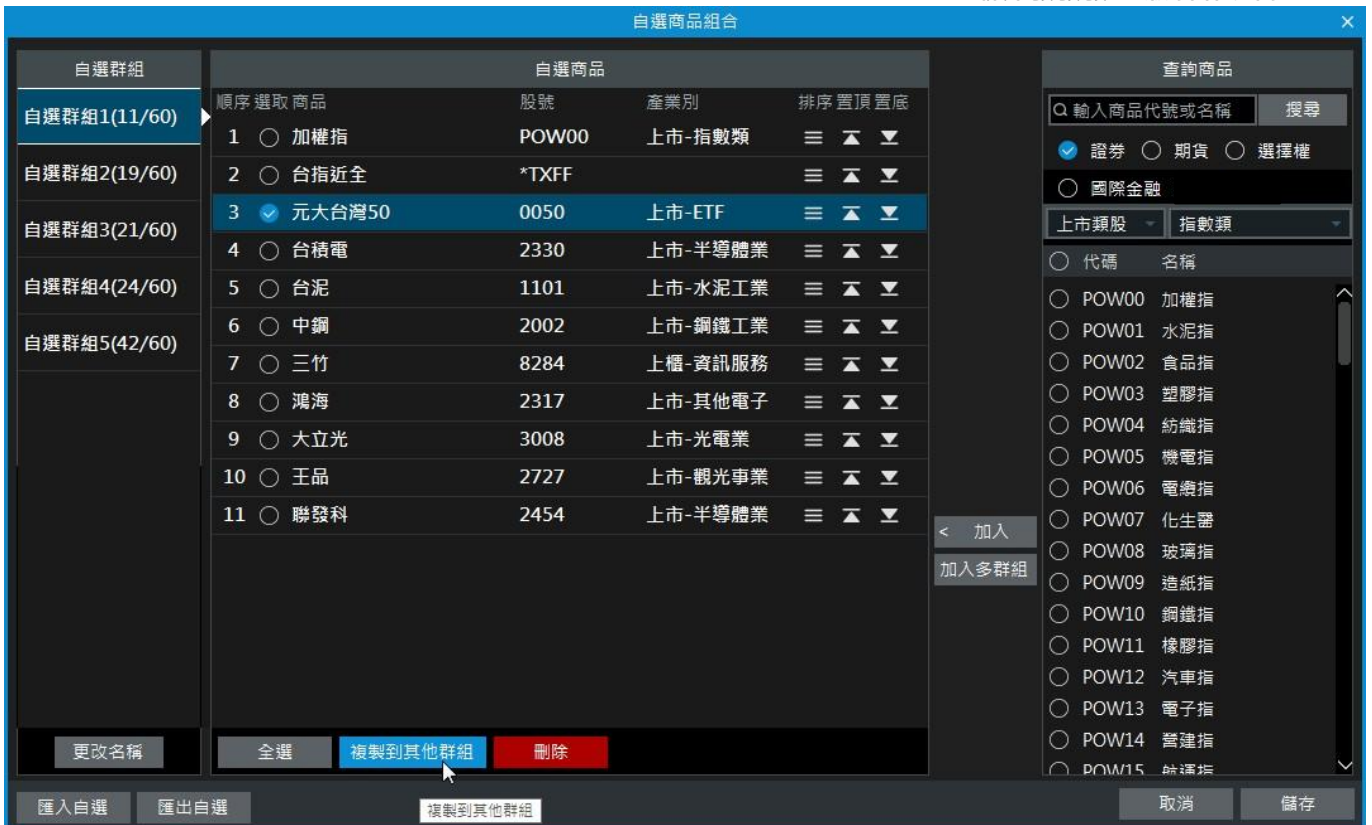 自選商品組合
自選群組
自選群組1(11/60)
自選群組2(19/60)
自選群組3(21/60)
自選群組4(24/60)
自選群組5(42/60)
更改名稱
自選商品
順序 選取 商品 股號 產業別 排序 置頂 置底
1 加權指 POW00 上市-指數類
2 台指近全 *TXFF
3 元大台灣50 0050 上市-ETF
4 台積電 2330 上市-半導體業
5 台泥 1101 上市-水泥工業
6 中鋼 2002 上市-鋼鐵工業
7 三竹 8284 上櫃-資訊服務
8 鴻海 2317 上市-其他電子
9 大立光 3008 上市-光電業
10 王品 2727 上市-觀光事業
11 聯發科 2454 上市-半導體業
全選 複製到其他群組 刪除
< 加入
加入多群組
查詢商品
輸入商品代號或名稱 搜尋
證券 期貨 選擇權
國際金融
上市類股 指數類
代碼 名稱
POW00 加權指
POW01 水泥指
POW02 食品指
POW03 塑膠指
POW04 紡織指
POW05 機電指
POW06 電纜指
POW07 化生醫
POW08 玻璃指
POW09 造紙指
POW10 鋼鐵指
POW11 橡膠指
POW12 汽車指
POW13 電子指
POW14 營建指
POW15 航運指
匯入自選 匯出自選 複製到其他群組 取消 儲存